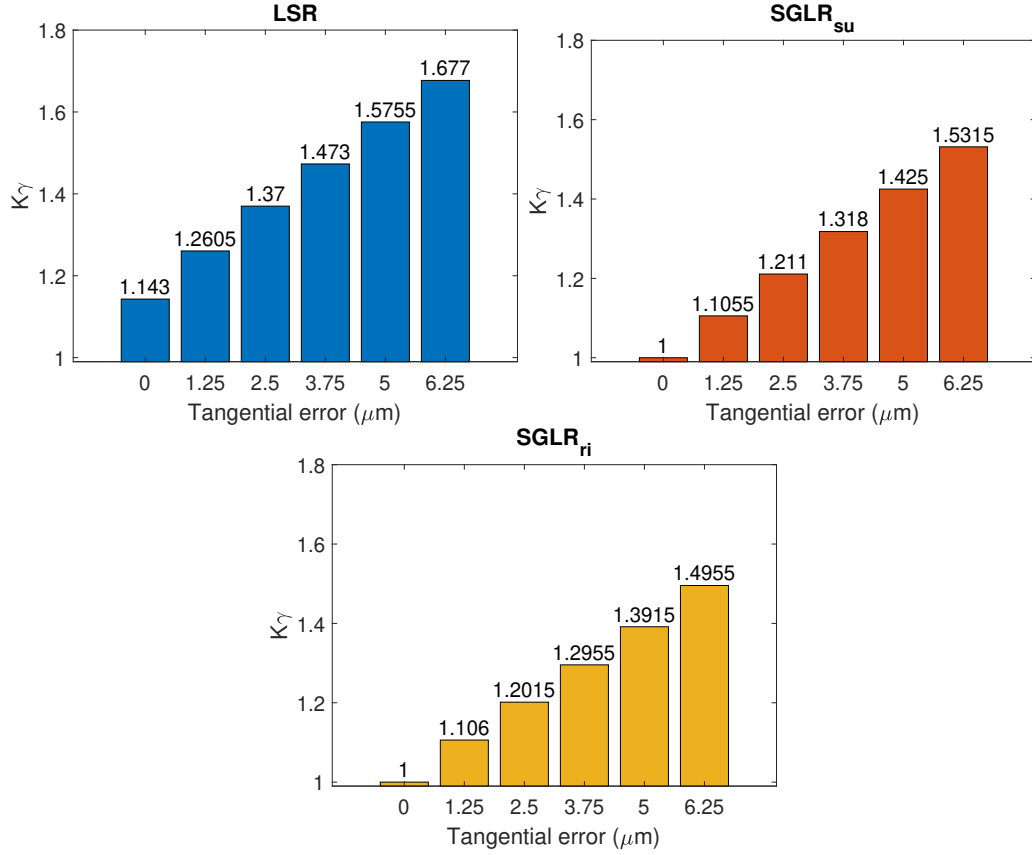 LSR
1.8
1.6
1.4
1.2
1
Kγ
1.143
1.2605
1.37
1.473
1.5755
1.677
0 1.25 2.5 3.75 5 6.25
Tangential error (μm)
SGLR_su
1.8
1.6
1.4
1.2
1
Kγ
1
1.1055
1.211
1.318
1.425
1.5315
0 1.25 2.5 3.75 5 6.25
Tangential error (μm)
SGLR_ri
1.8
1.6
1.4
1.2
1
Kγ
1
1.106
1.2015
1.2955
1.3915
1.4955
0 1.25 2.5 3.75 5 6.25
Tangential error (μm)